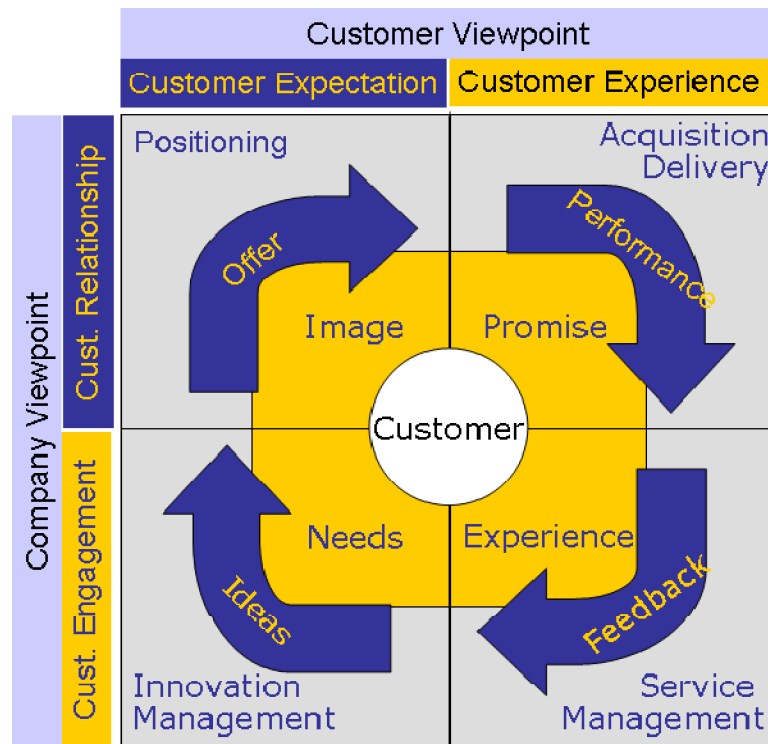 Customer Viewpoint
Customer Expectation
Customer Experience
Company Viewpoint
Cust. Relationship
Cust. Engagement
Positioning
Acquisition
Delivery
Offer
Performance
Image
Promise
Customer
Needs
Experience
Ideas
Feedback
Innovation
Management
Service
Management